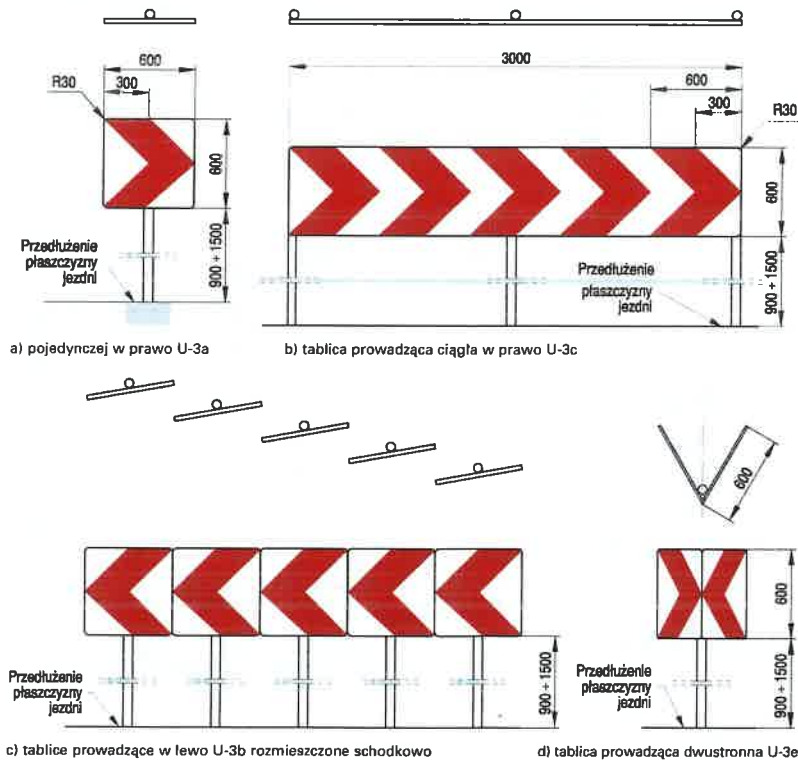 600
300
R30
600
900 ÷ 1500
Przedłużenie
płaszczyzny
jezdni
a) pojedynczej w prawo U-3a
3000
600
300
R30
600
900 ÷ 1500
Przedłużenie
płaszczyzny
jezdni
b) tablica prowadząca ciągła w prawo U-3c
900 ÷ 1500
Przedłużenie
płaszczyzny
jezdni
c) tablice prowadzące w lewo U-3b rozmieszczone schodkowo
600
600
900 ÷ 1500
Przedłużenie
płaszczyzny
jezdni
d) tablica prowadząca dwustronna U-3e